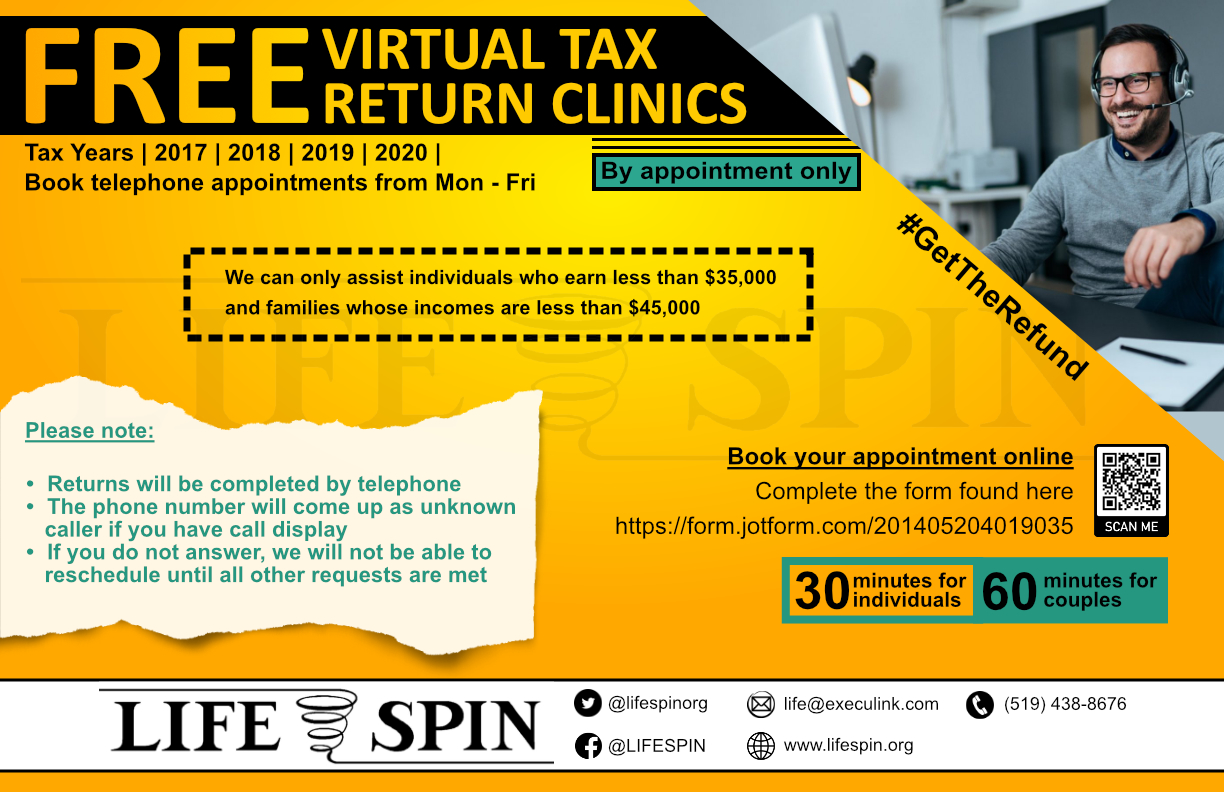 FREE VIRTUAL TAX
RETURN CLINICS
Tax Years | 2017 | 2018 | 2019 | 2020 |
Book telephone appointments from Mon - Fri
By appointment only
#GetTheRefund
We can only assist individuals who earn less than $35,000
and families whose incomes are less than $45,000
LIFE SPIN
Please note:
• Returns will be completed by telephone
• The phone number will come up as unknown
caller if you have call display
• If you do not answer, we will not be able to
reschedule until all other requests are met
Book your appointment online
Complete the form found here
https://form.jotform.com/201405204019035
SCAN ME
30 minutes for
individuals
60 minutes for
couples
LIFE SPIN
@lifespinorg
life@execulink.com
(519) 438-8676
@LIFESPIN
www.lifespin.org